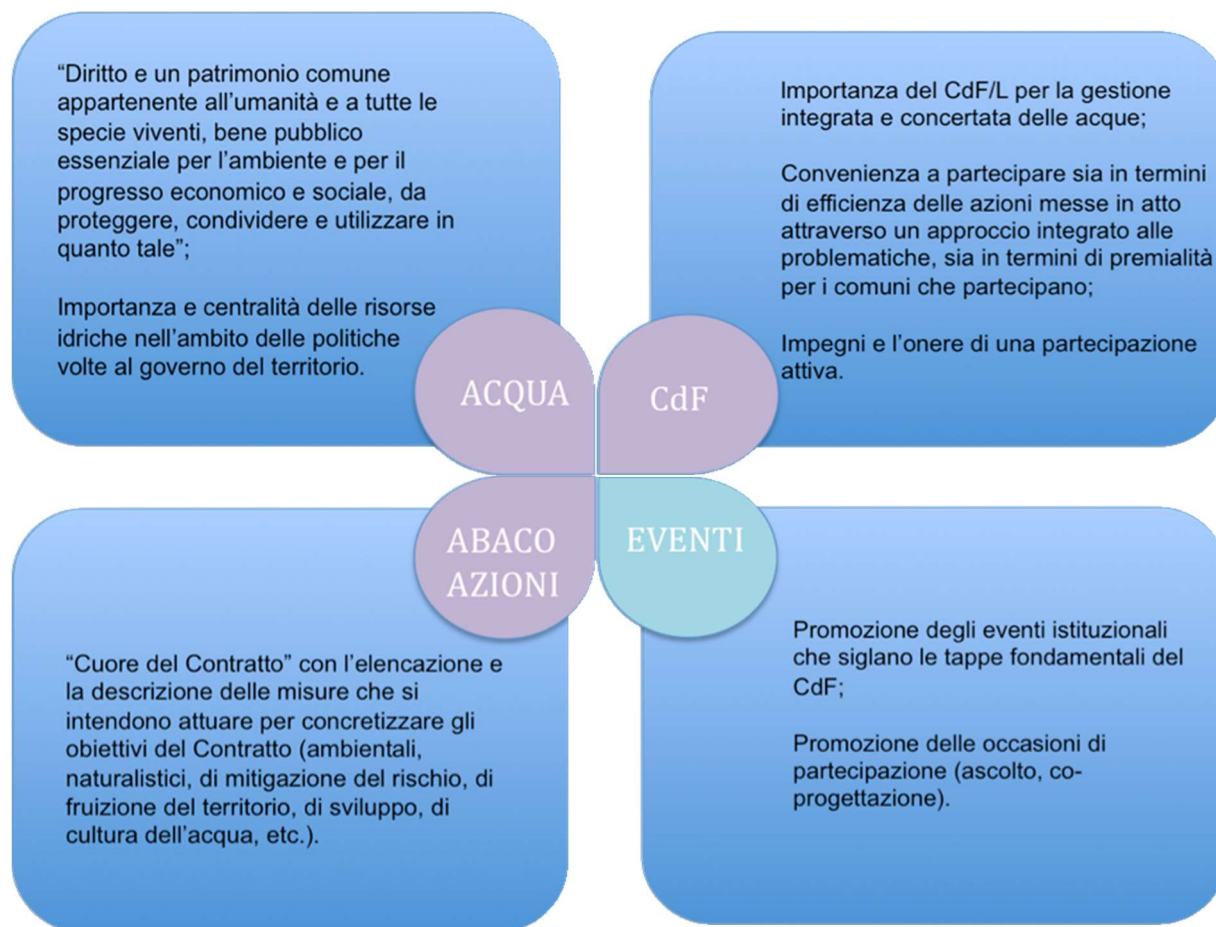 “Diritto e un patrimonio comune
appartenente all’umanità e a tutte le
specie viventi, bene pubblico
essenziale per l’ambiente e per il
progresso economico e sociale, da
proteggere, condividere e utilizzare in
quanto tale”;
Importanza e centralità delle risorse
idriche nell’ambito delle politiche
volte al governo del territorio.
ACQUA
Importanza del CdF/L per la gestione
integrata e concertata delle acque;
Convenienza a partecipare sia in termini
di efficienza delle azioni messe in atto
attraverso un approccio integrato alle
problematiche, sia in termini di premialità
per i comuni che partecipano;
Impegni e l’onere di una partecipazione
attiva.
CdF
ABACO
AZIONI
“Cuore del Contratto” con l’elencazione e
la descrizione delle misure che si
intendono attuare per concretizzare gli
obiettivi del Contratto (ambientali,
naturalistici, di mitigazione del rischio, di
fruizione del territorio, di sviluppo, di
cultura dell’acqua, etc.).
EVENTI
Promozione degli eventi istituzionali
che siglano le tappe fondamentali del
CdF;
Promozione delle occasioni di
partecipazione (ascolto, co-
progettazione).